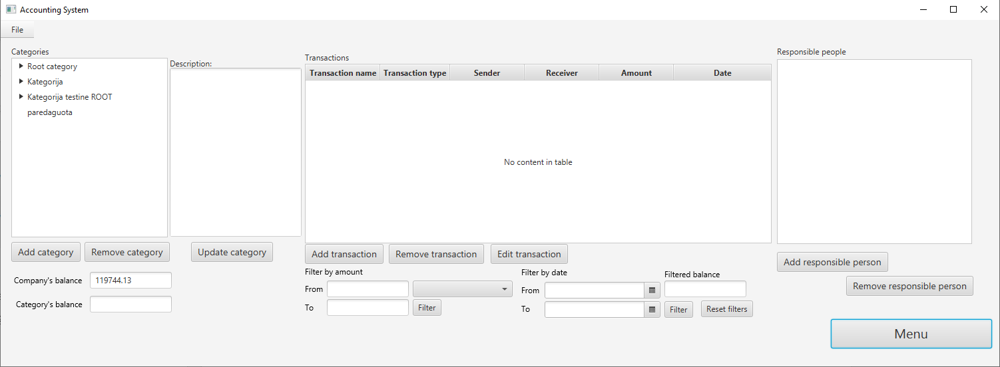 Accounting System
File
Categories
Root category
Kategorija
Kategorija testine ROOT
paredaguota
Description:
Transactions
Transaction name Transaction type Sender Receiver Amount Date
No content in table
Responsible people
Add category Remove category Update category
Add transaction Remove transaction Edit transaction
Add responsible person
Remove responsible person
Company's balance 119744.13
Category's balance
Filter by amount
From
To Filter
Filter by date
From
To
Filtered balance
Filter Reset filters
Menu